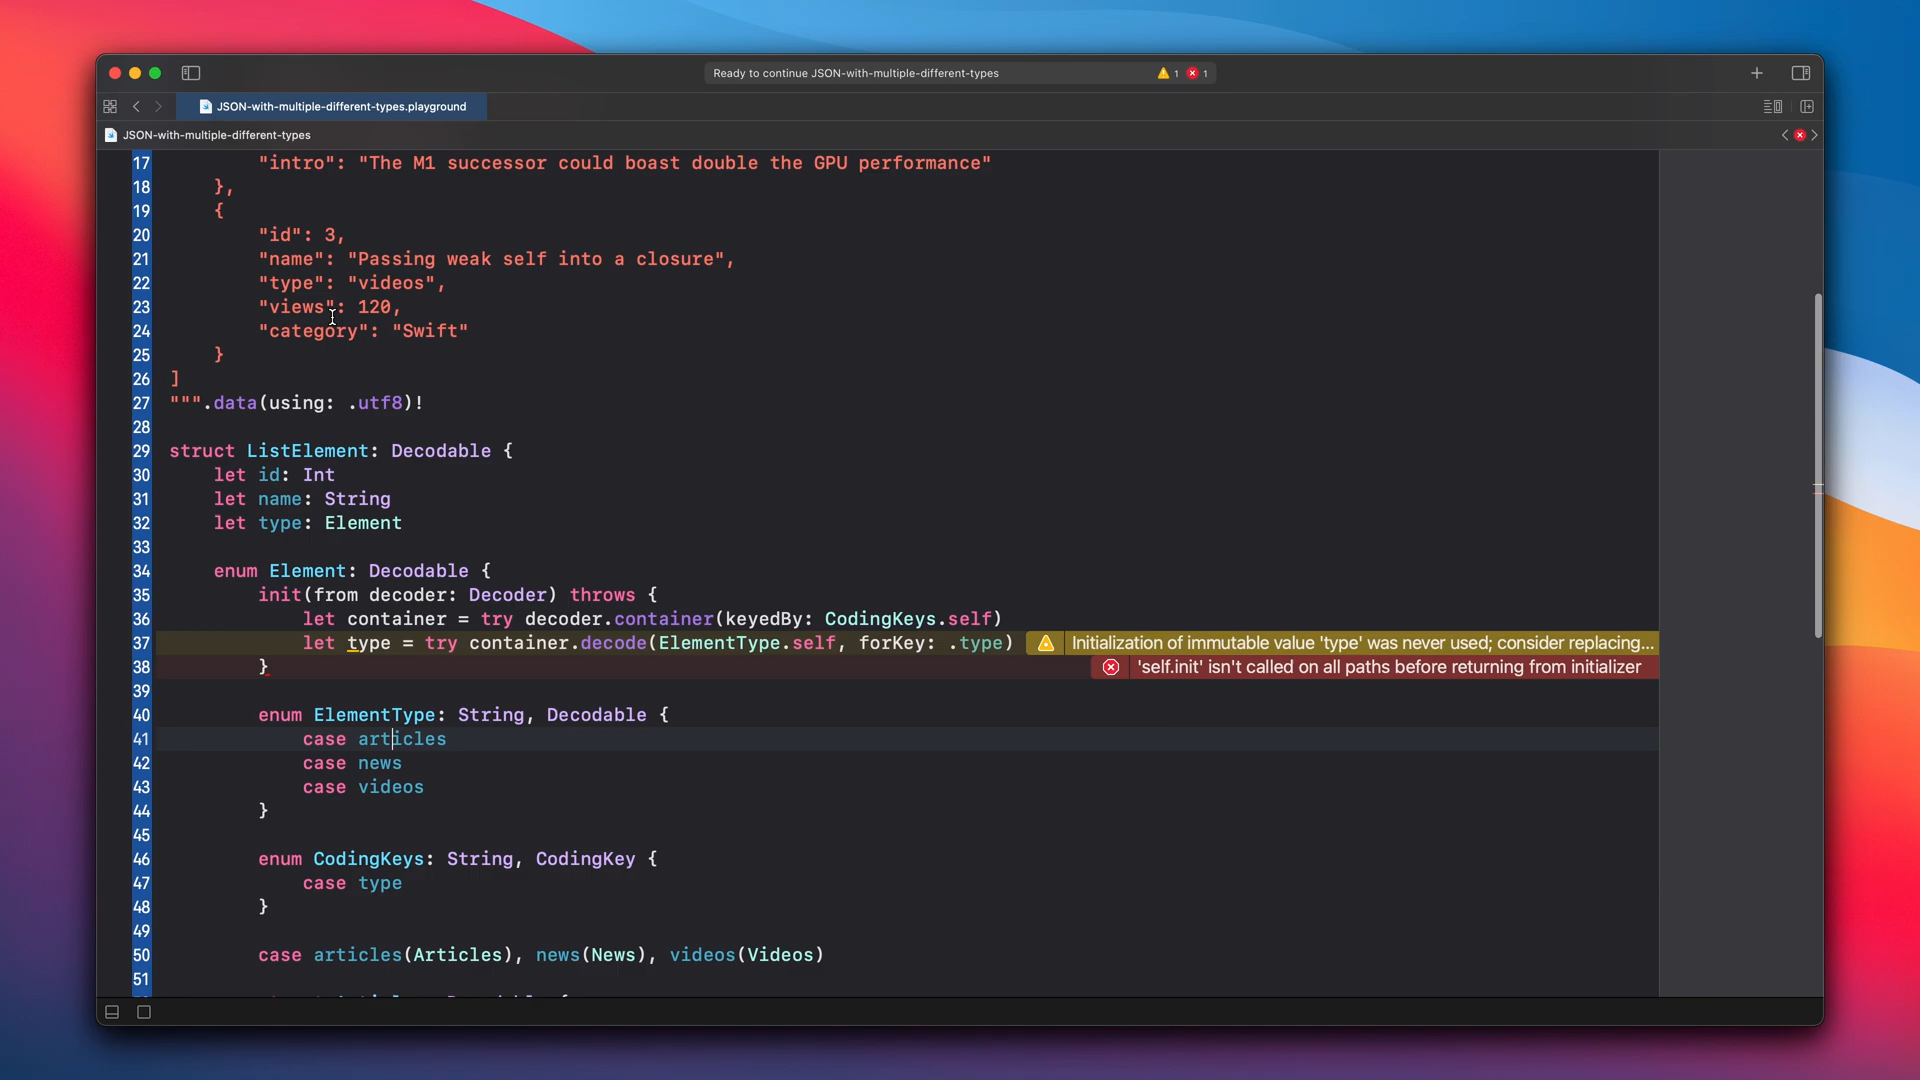 Ready to continue JSON-with-multiple-different-types
1 1
JSON-with-multiple-different-types.playground
JSON-with-multiple-different-types
17 "intro": "The M1 successor could boast double the GPU performance"
18 },
19 {
20 "id": 3,
21 "name": "Passing weak self into a closure",
22 "type": "videos",
23 "views": 120,
24 "category": "Swift"
25 }
26 ]
27 """.data(using: .utf8)!
28
29 struct ListElement: Decodable {
30 let id: Int
31 let name: String
32 let type: Element
33
34 enum Element: Decodable {
35 init(from decoder: Decoder) throws {
36 let container = try decoder.container(keyedBy: CodingKeys.self)
37 let type = try container.decode(ElementType.self, forKey: .type) Initialization of immutable value 'type' was never used; consider replacing...
38 } 'self.init' isn't called on all paths before returning from initializer
39
40 enum ElementType: String, Decodable {
41 case articles
42 case news
43 case videos
44 }
45
46 enum CodingKeys: String, CodingKey {
47 case type
48 }
49
50 case articles(Articles), news(News), videos(Videos)
51